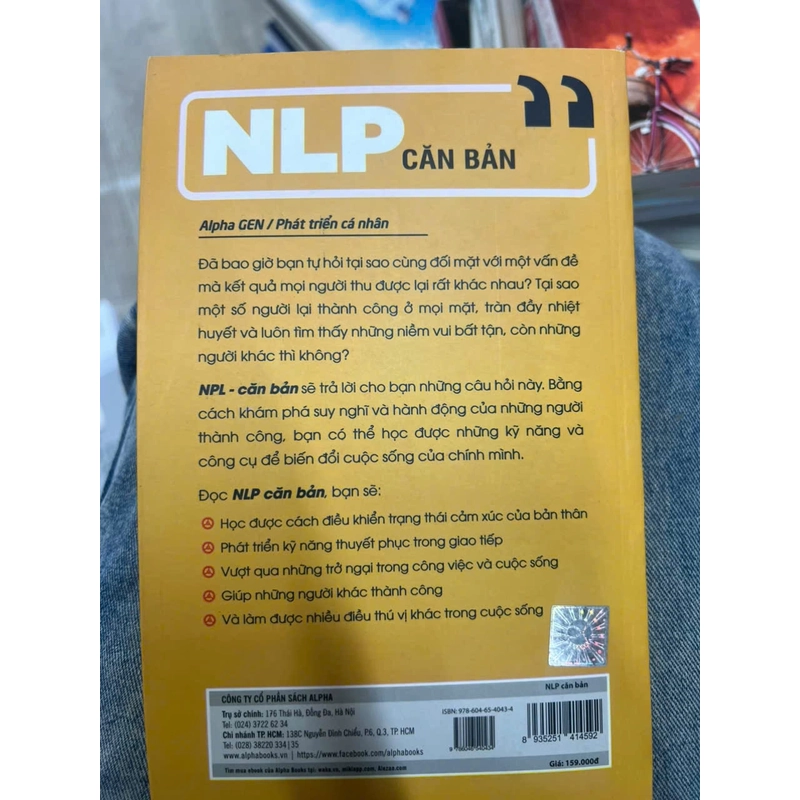 NLP CĂN BẢN
Alpha GEN / Phát triển cá nhân
Đã bao giờ bạn tự hỏi tại sao cùng đối mặt với một vấn đề
mà kết quả mọi người thu được lại rất khác nhau? Tại sao
một số người lại thành công ở mọi mặt, tràn đầy nhiệt
huyết và luôn tìm thấy những niềm vui bất tận, còn những
người khác thì không?
NPL - căn bản sẽ trả lời cho bạn những câu hỏi này. Bằng
cách khám phá suy nghĩ và hành động của những người
thành công, bạn có thể học được những kỹ năng và
công cụ để biến đổi cuộc sống của chính mình.
Đọc NLP căn bản, bạn sẽ:
Học được cách điều khiển trạng thái cảm xúc của bản thân
Phát triển kỹ năng thuyết phục trong giao tiếp
Vượt qua những trở ngại trong công việc và cuộc sống
Giúp những người khác thành công
Và làm được nhiều điều thú vị khác trong cuộc sống
CÔNG TY CỔ PHẦN SÁCH ALPHA
Trụ sở chính: 176 Thái Hà, Đống Đa, Hà Nội
Tel: (024) 3722 62 34
Chi nhánh TP. HCM: 138C Nguyễn Đình Chiểu, P.6, Q.3, TP. HCM
Tel: (028) 38220 334 | 35
www.alphabooks.vn | https://www.facebook.com/alphabooks
Tìm mua ebook của Alpha Books tại: waka.vn,
ISBN: 978-604-65-4043-4
NLP căn bản
8 935251 414592
Giá: 159.000đ